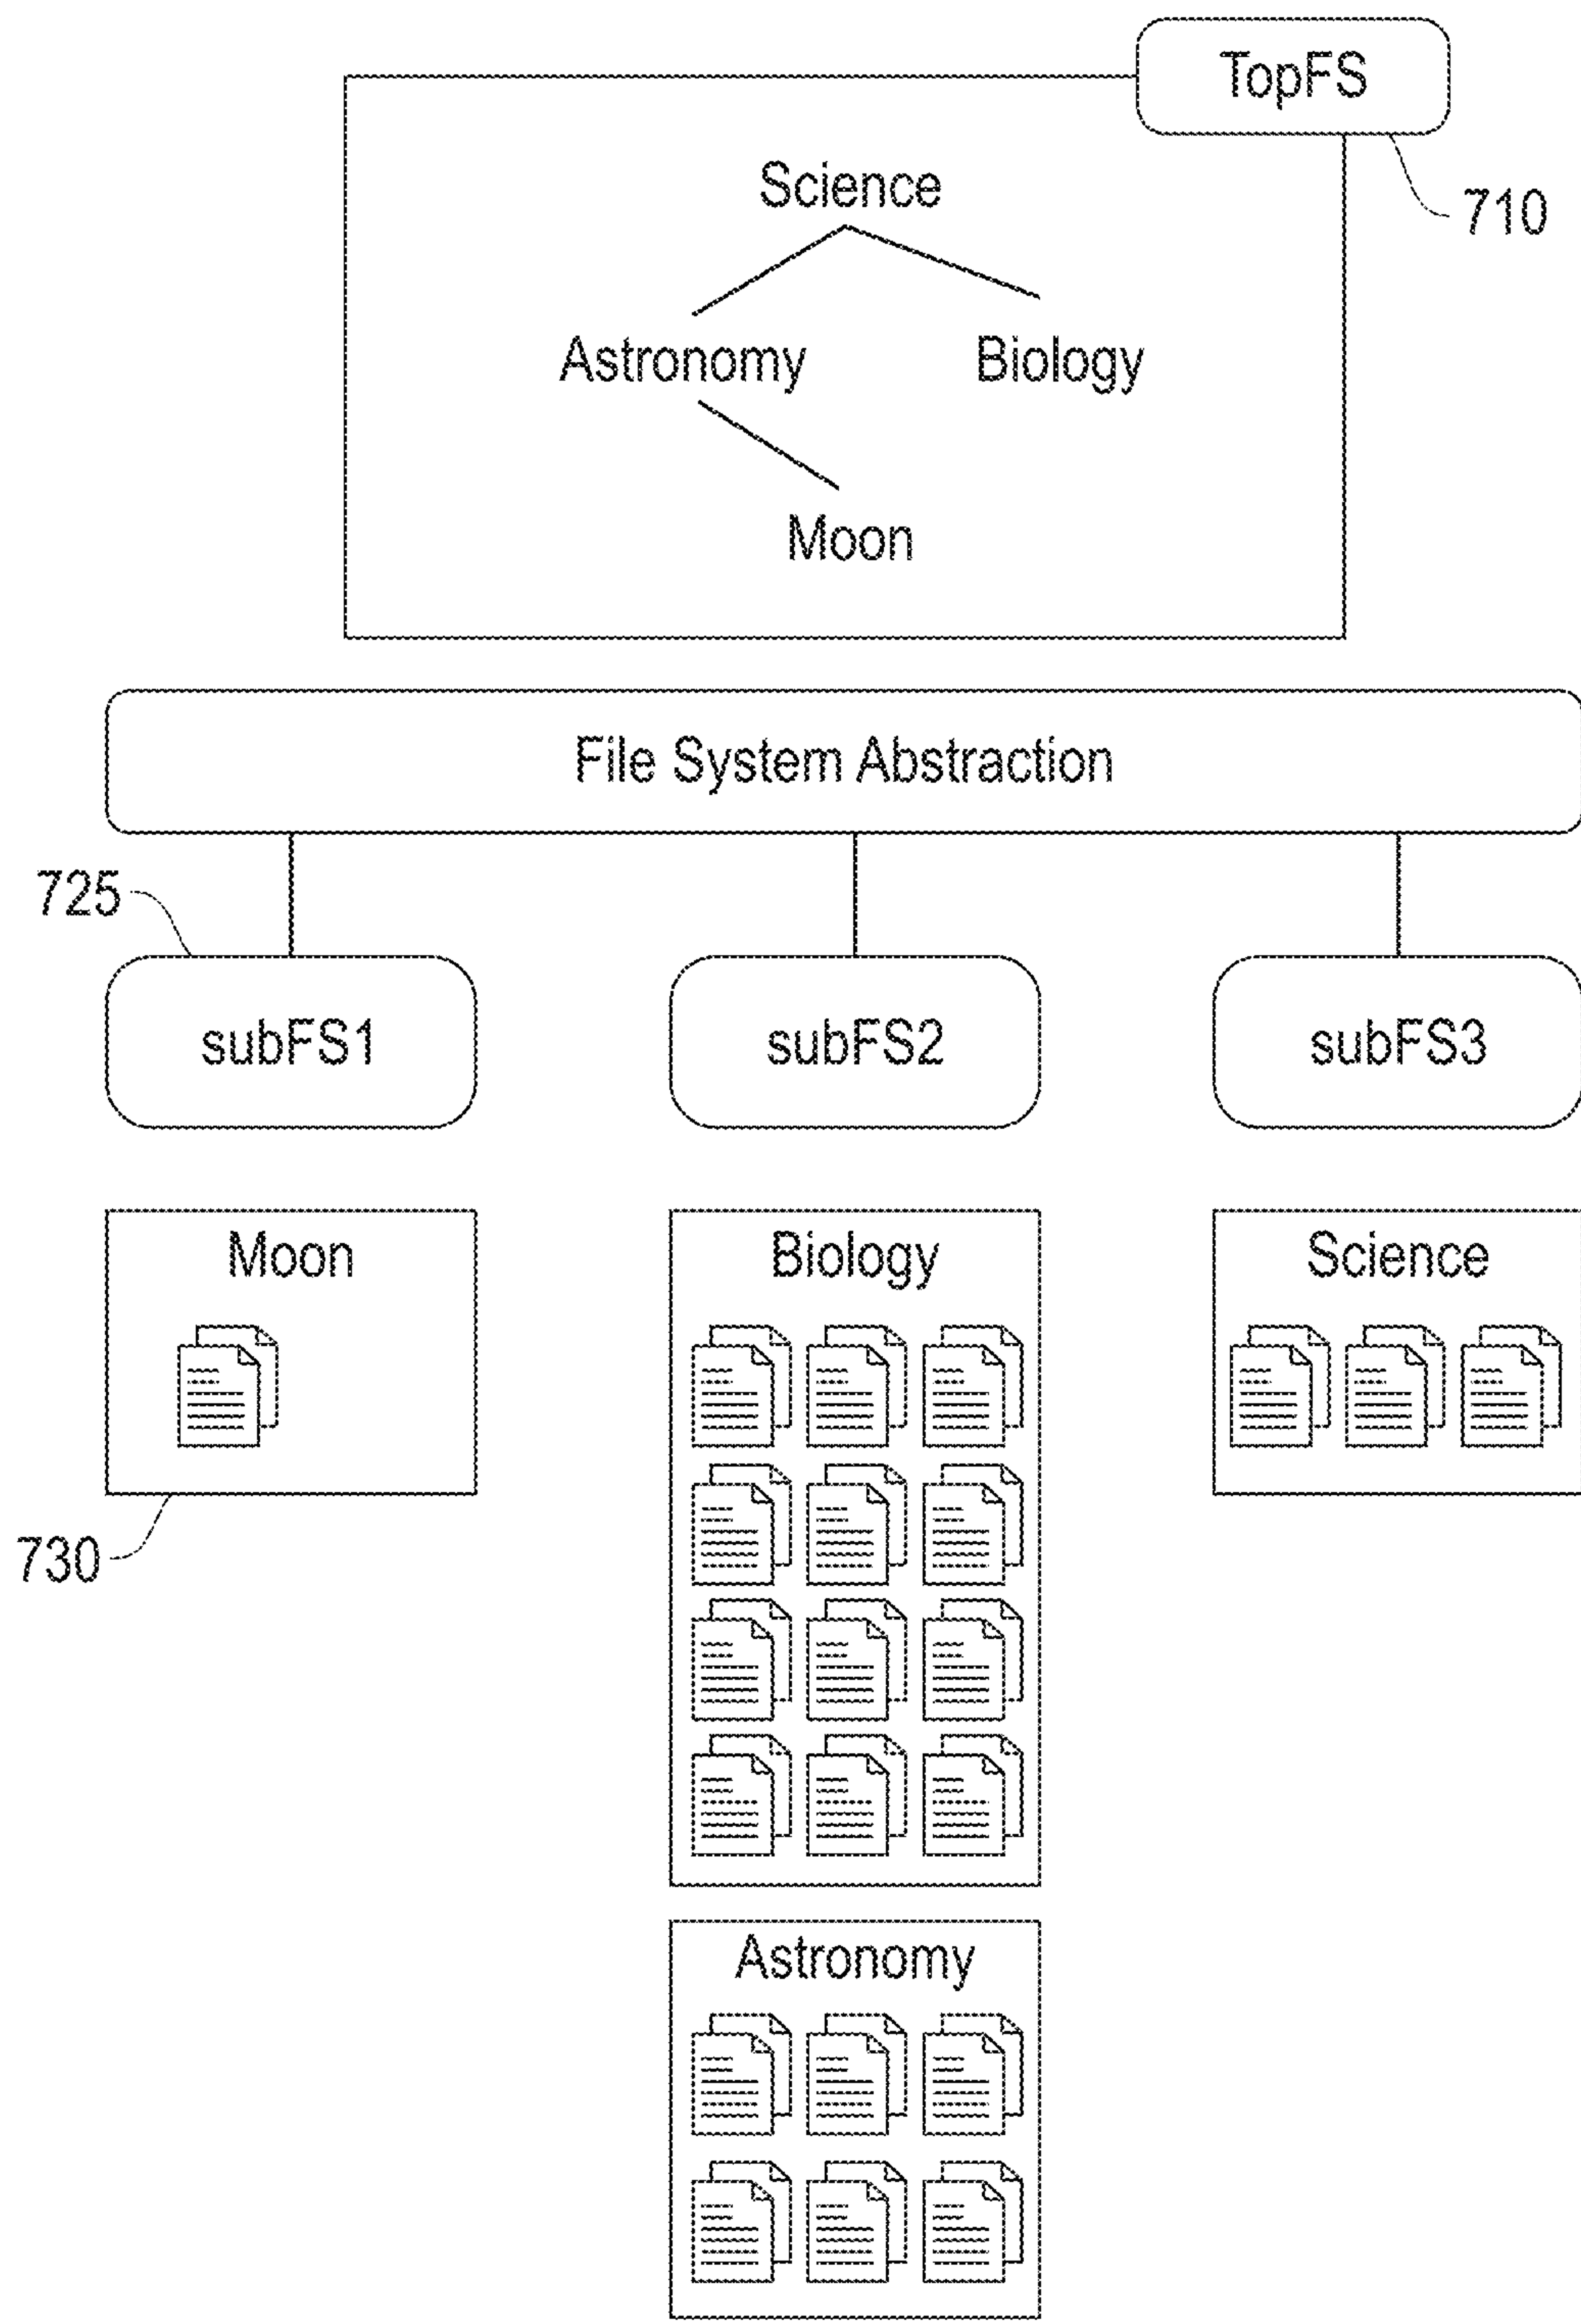 TopFS
710
Science
Astronomy Biology
Moon
File System Abstraction
725
subFS1 subFS2 subFS3
Moon Biology Science
730
Astronomy